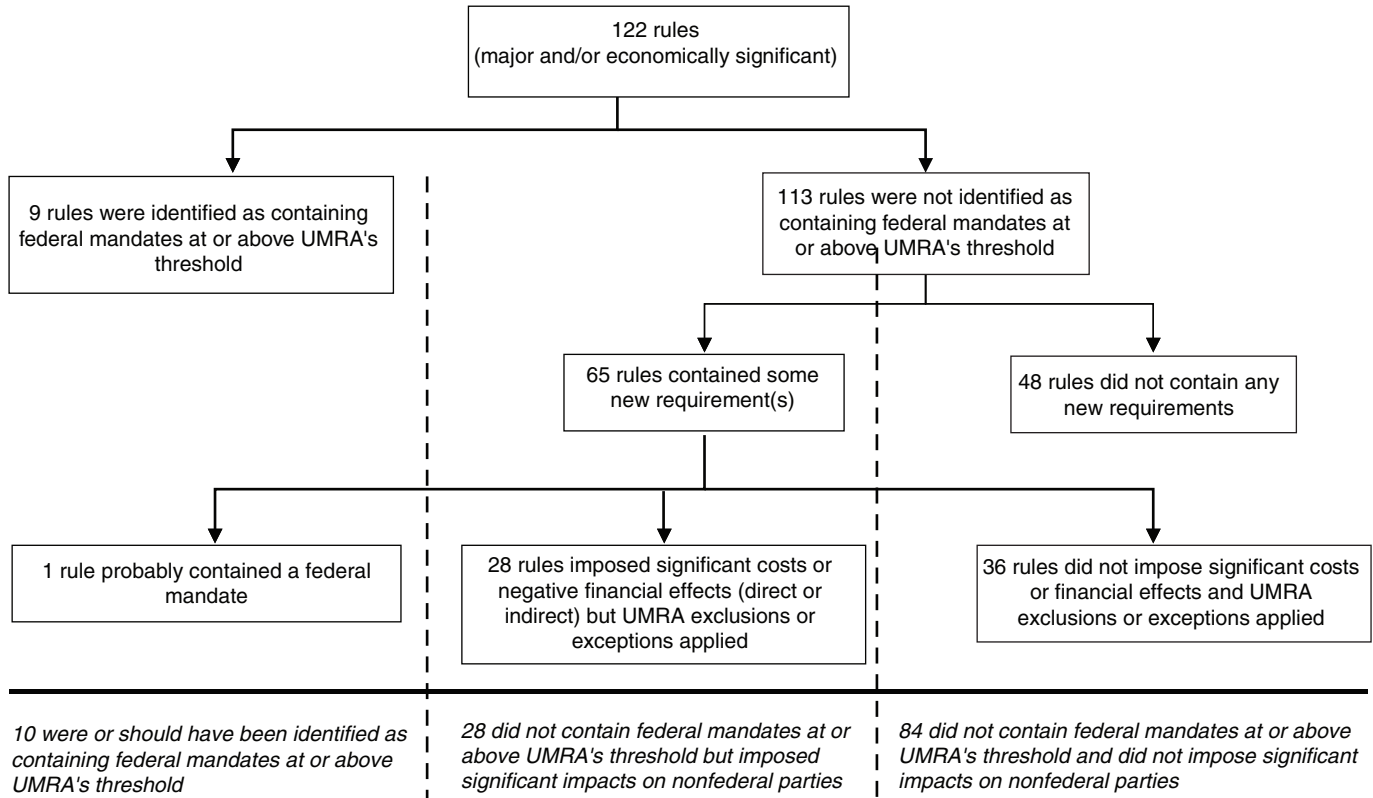 122 rules
(major and/or economically significant)
9 rules were identified as containing
federal mandates at or above UMRA's
threshold
113 rules were not identified as
containing federal mandates at
or above UMRA's threshold
65 rules contained some
new requirement(s)
48 rules did not contain any
new requirements
1 rule probably contained a federal
mandate
28 rules imposed significant costs or
negative financial effects (direct or
indirect) but UMRA exclusions or
exceptions applied
36 rules did not impose significant costs
or financial effects and UMRA
exclusions or exceptions applied
10 were or should have been identified as
containing federal mandates at or above
UMRA's threshold
28 did not contain federal mandates at or
above UMRA's threshold but imposed
significant impacts on nonfederal parties
84 did not contain federal mandates at or above
UMRA's threshold and did not impose significant
impacts on nonfederal parties